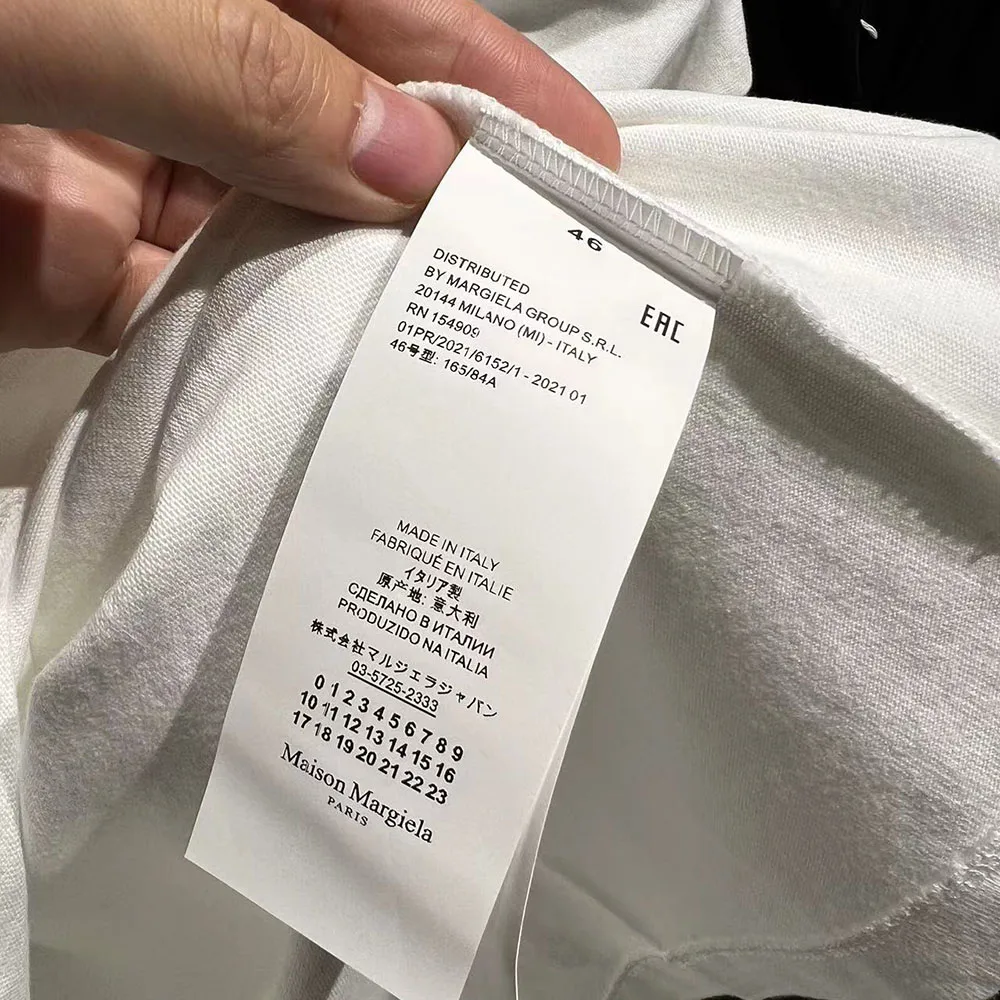 46
EAC
DISTRIBUTED
BY MARGIELA GROUP S.R.L.
20144 MILANO (MI) - ITALY
RN 154909
01PR/2021/6152/1 - 2021 01
46号型: 165/84A
MADE IN ITALY
FABRIQUÉ EN ITALIE
イタリア製
原产地: 意大利
СДЕЛАНО В ИТАЛИИ
PRODUZIDO NA ITALIA
株式会社マルジェラジャパン
03-5725-2333
0 1 2 3 4 5 6 7 8 9
10 11 12 13 14 15 16
17 18 19 20 21 22 23
Maison Margiela
PARIS